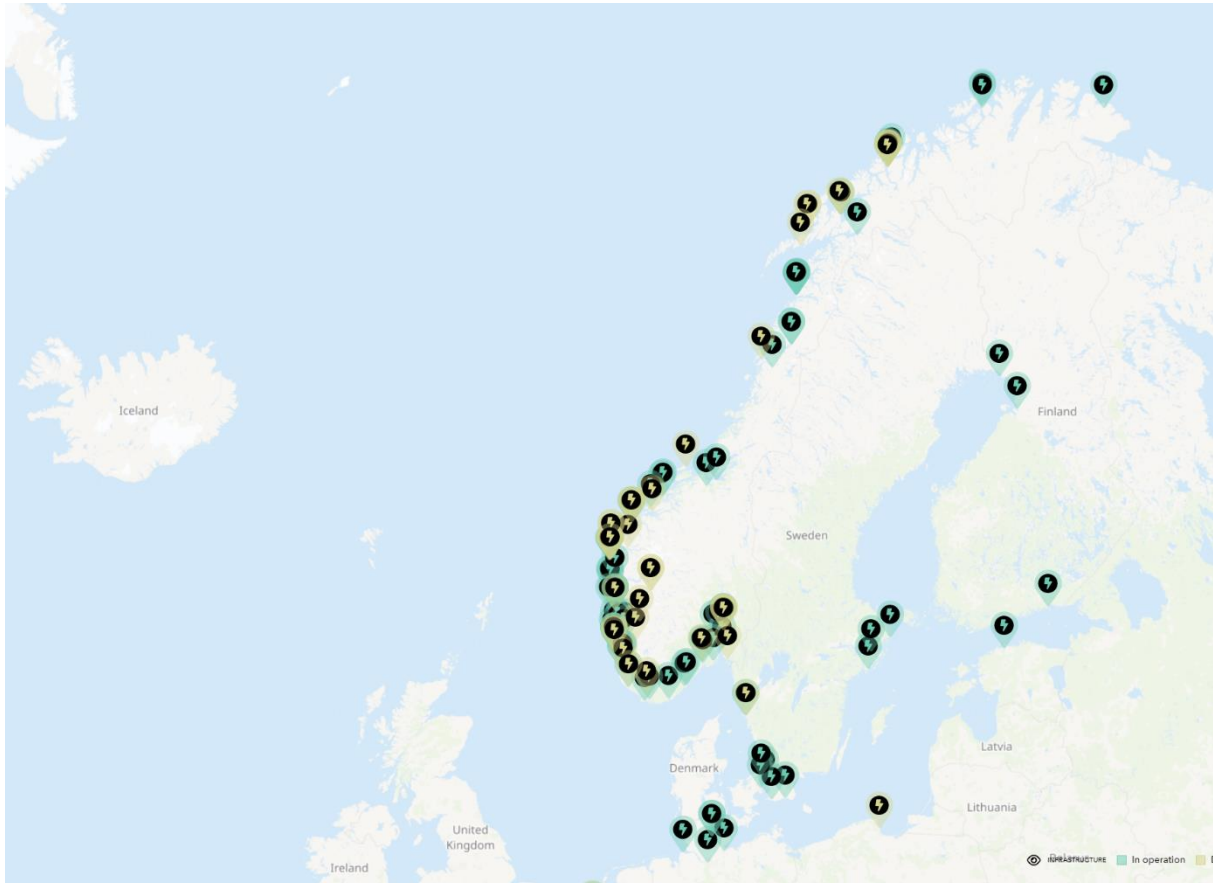 Iceland
Finland
Sweden
Latvia
Denmark
Lithuania
United
Kingdom
Ireland
INFRASTRUCTURE In operation D